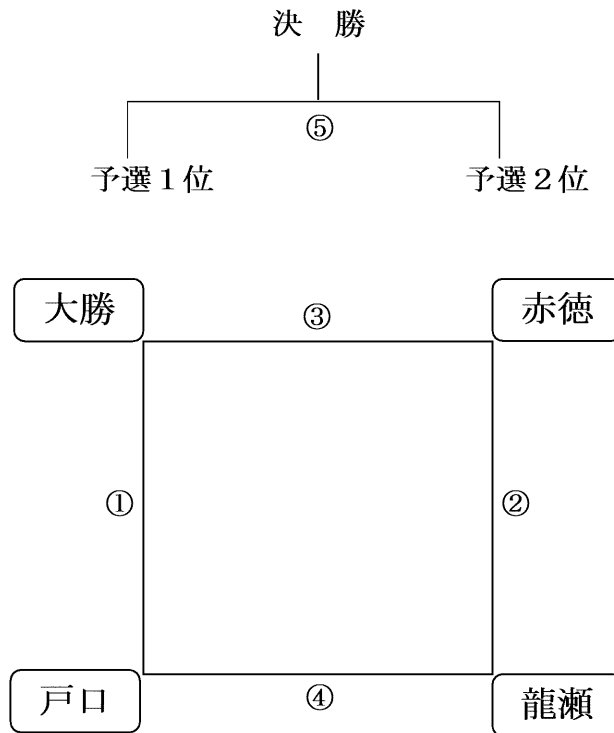 決　勝
⑤
予選１位
予選２位
大勝
③
赤徳
①
②
戸口
④
龍瀬